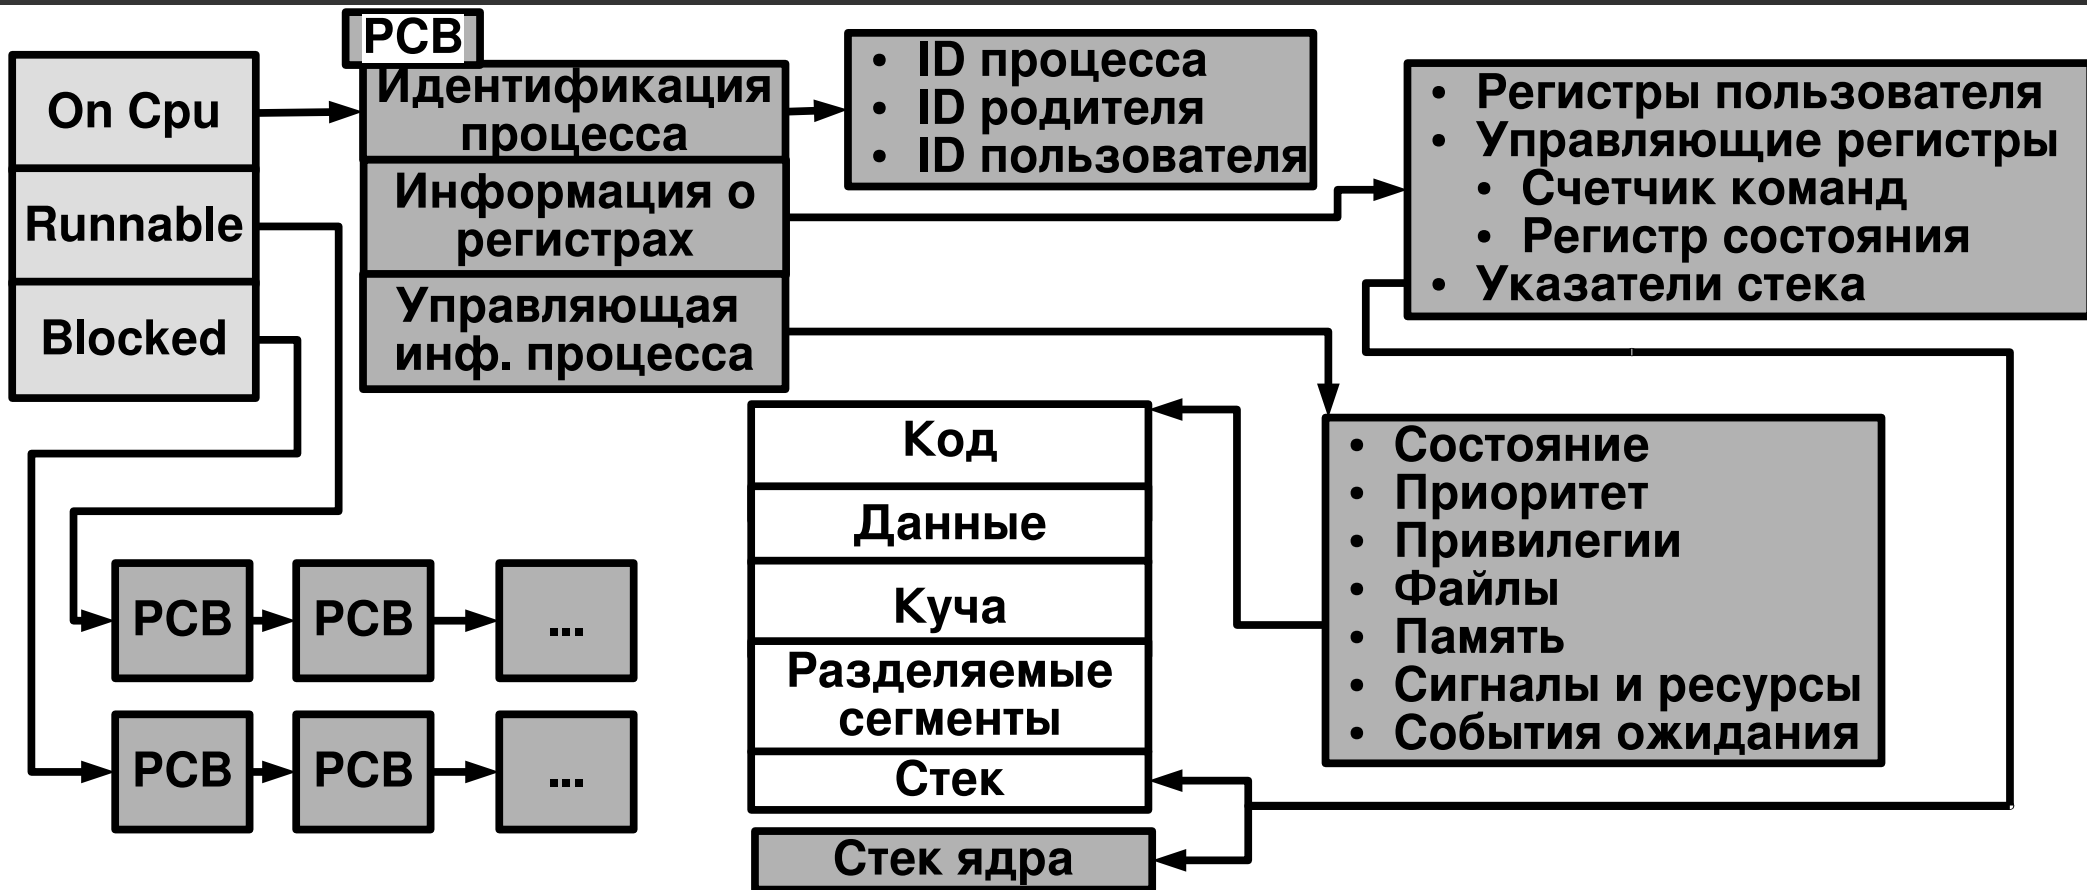 PCB
On Cpu
Runnable
Blocked
Идентификация
процесса
Информация о
регистрах
Управляющая
инф. процесса
• ID процесса
• ID родителя
• ID пользователя
• Регистры пользователя
• Управляющие регистры
• Счетчик команд
• Регистр состояния
• Указатели стека
Код
Данные
Куча
Разделяемые
сегменты
Стек
Стек ядра
• Состояние
• Приоритет
• Привилегии
• Файлы
• Память
• Сигналы и ресурсы
• События ожидания
PCB PCB ...
PCB PCB ...